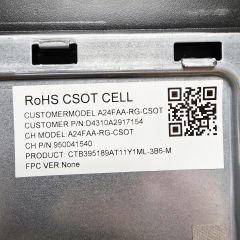 RoHS CSOT CELL
CUSTOMERMODEL A24FAA-RG-CSOT
CUSTOMER P/N D4310A2917154
CH MODEL:A24FAA-RG-CSOT
CH P/N 950041540
PRODUCT: CTB395189AT11Y1ML-3B6-M
FPC VER None